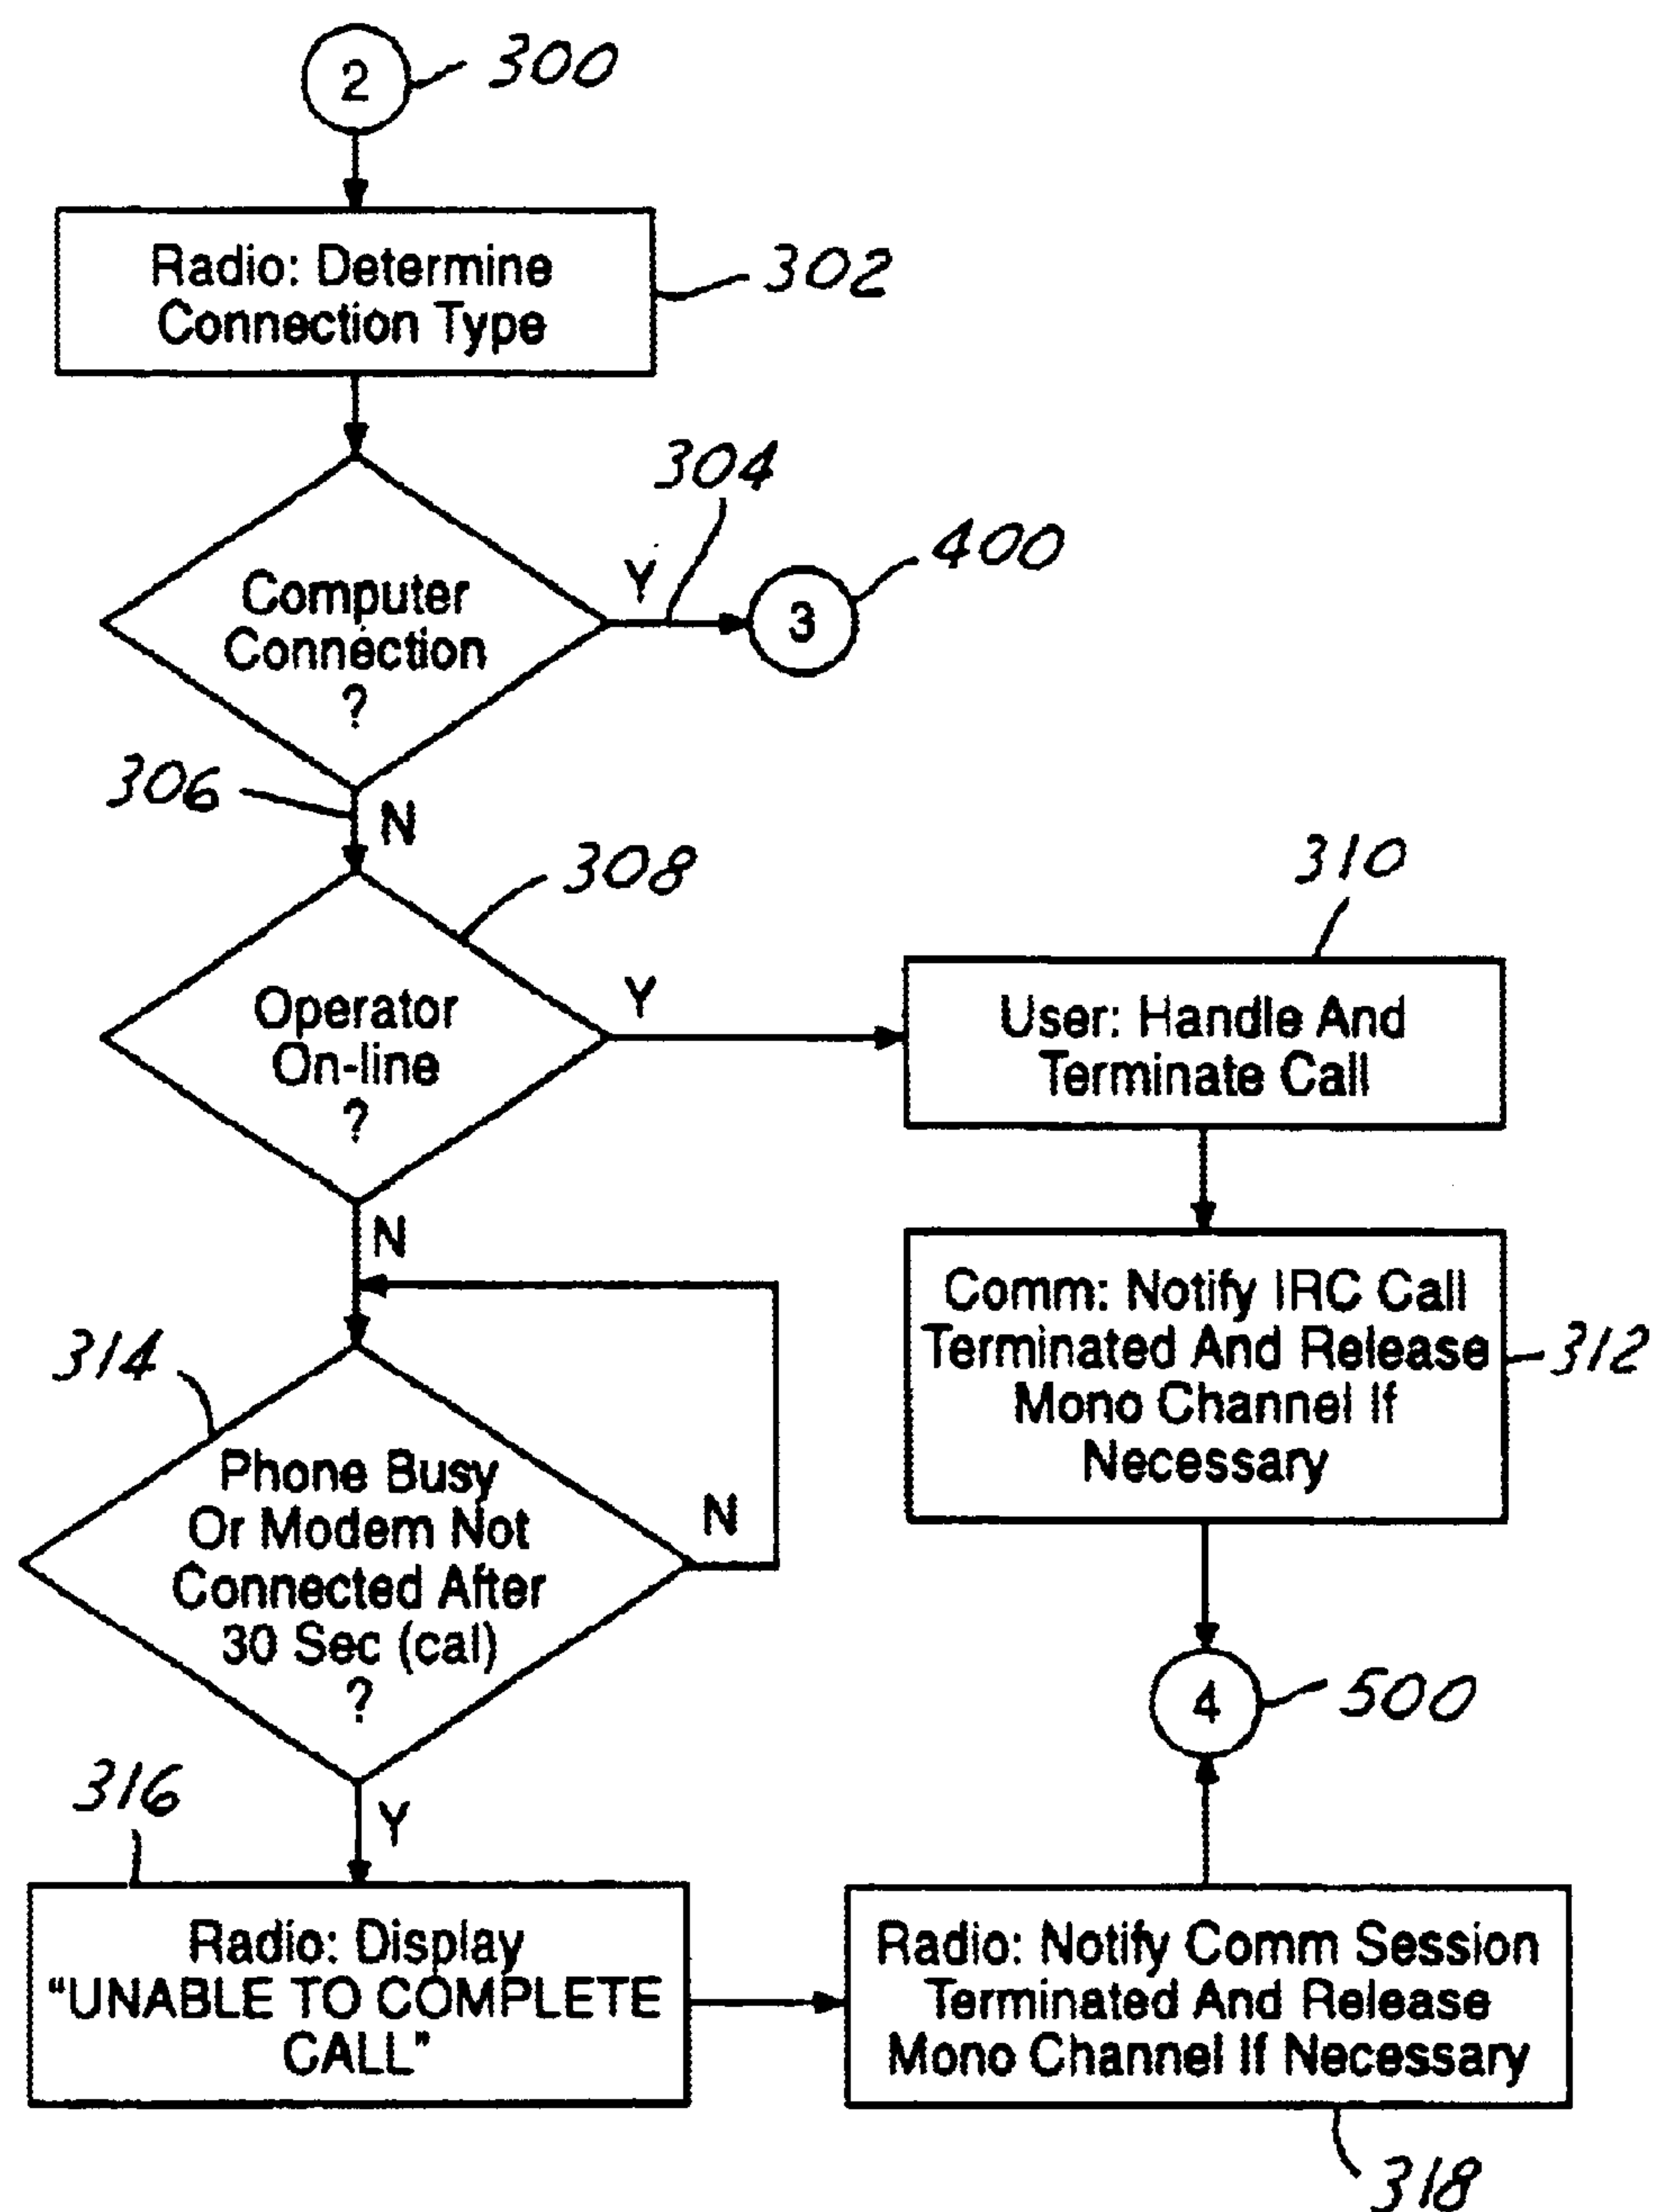 2
300
Radio: Determine
Connection Type
302
304
Computer
Connection
?
Y
3
400
306
N
308
Operator
On-line
?
Y
310
User: Handle And
Terminate Call
N
Comm: Notify IRC Call
Terminated And Release
Mono Channel If
Necessary
312
314
Phone Busy
Or Modem Not
Connected After
30 Sec (cal)
?
N
4
500
316
Y
Radio: Display
“UNABLE TO COMPLETE
CALL”
Radio: Notify Comm Session
Terminated And Release
Mono Channel If Necessary
318